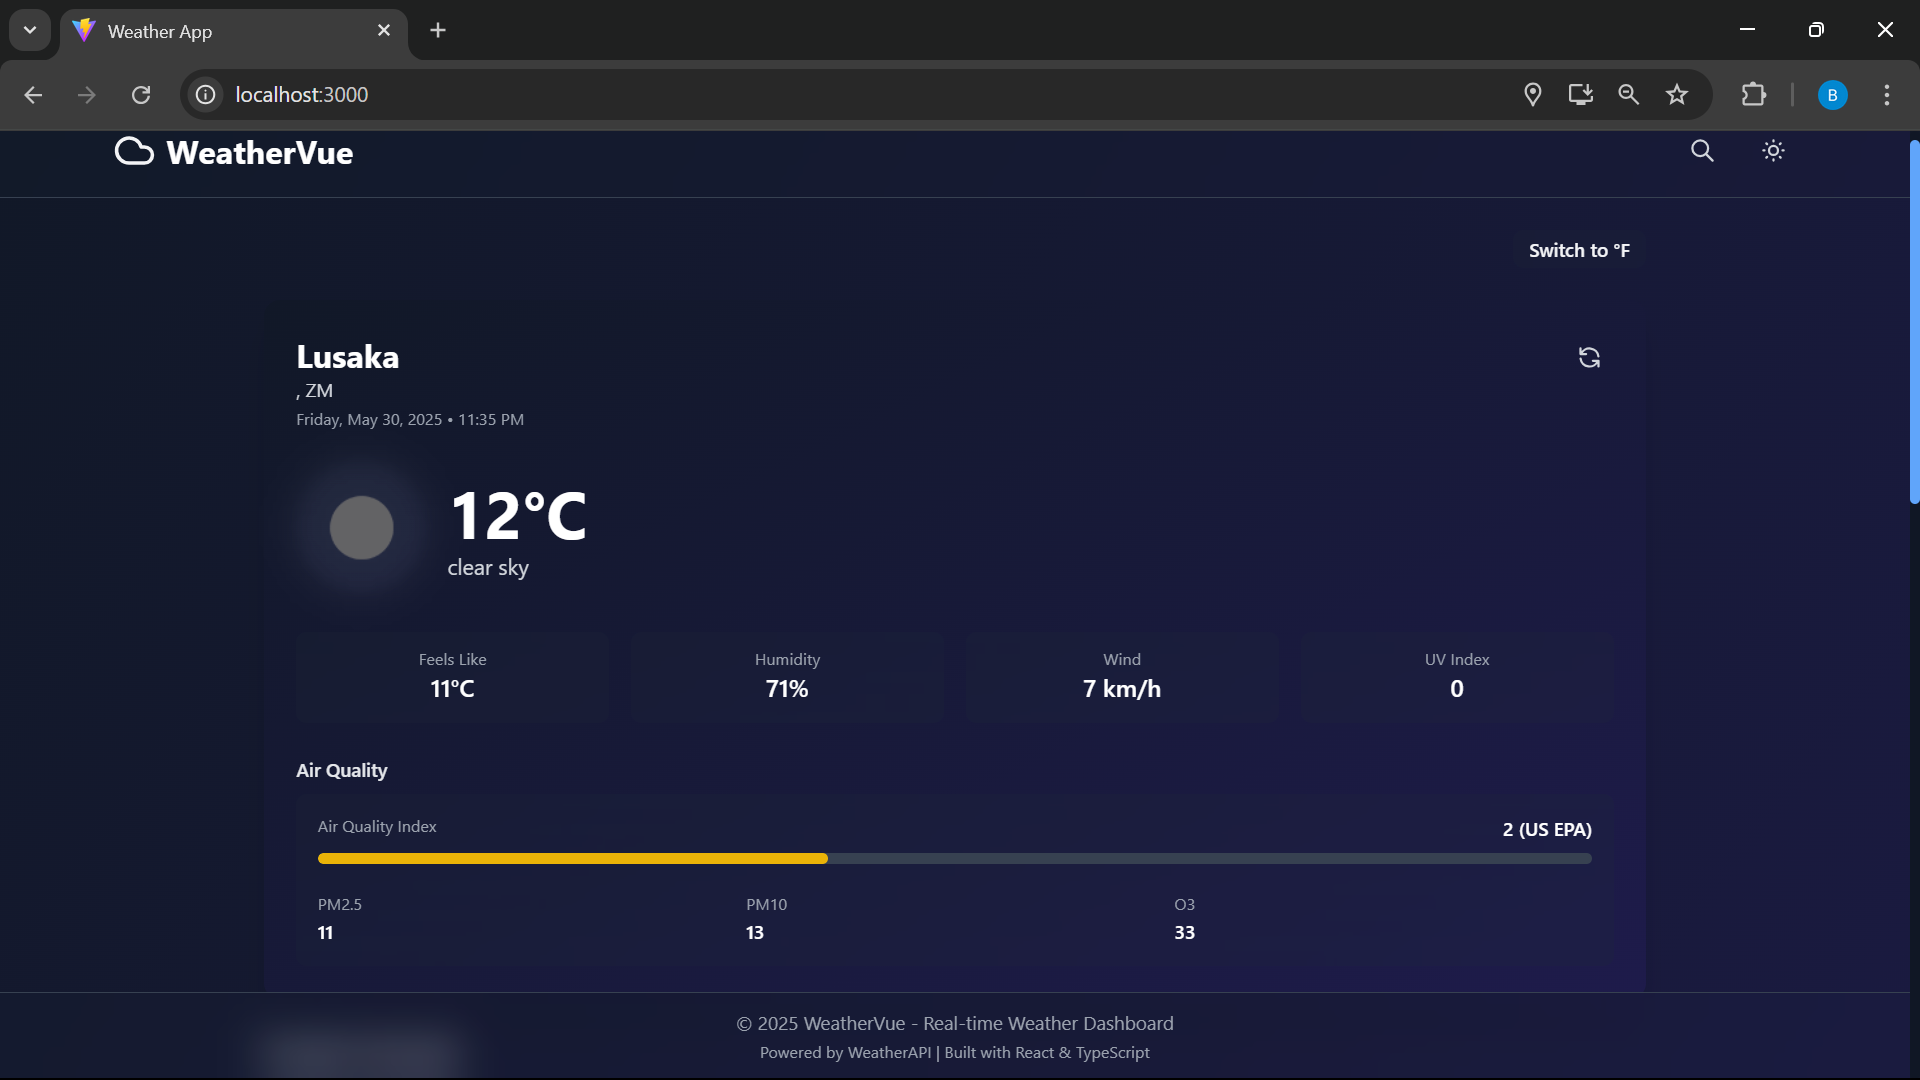 Weather App
localhost:3000
B
WeatherVue
Switch to °F
Lusaka
, ZM
Friday, May 30, 2025 • 11:35 PM
12°C
clear sky
Feels Like
11°C
Humidity
71%
Wind
7 km/h
UV Index
0
Air Quality
Air Quality Index
2 (US EPA)
PM2.5
11
PM10
13
O3
33
© 2025 WeatherVue - Real-time Weather Dashboard
Powered by WeatherAPI | Built with React & TypeScript